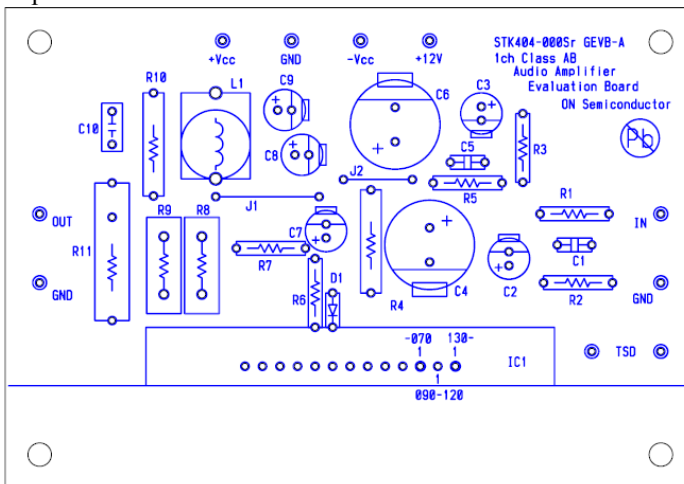 STK404-000Sr GEVB-A
1ch Class AB
Audio Amplifier
Evaluation Board
ON Semiconductor
+Vcc
GND
-Vcc
+12V
R10
L1
C9
C6
C3
C10
C8
C5
R3
Pb
J2
R5
J1
R1
OUT
R9
R8
IN
R11
C7
R7
C1
GND
R6
D1
R4
C4
C2
R2
GND
-070
130-
1
1
IC1
TSD
1
090-120